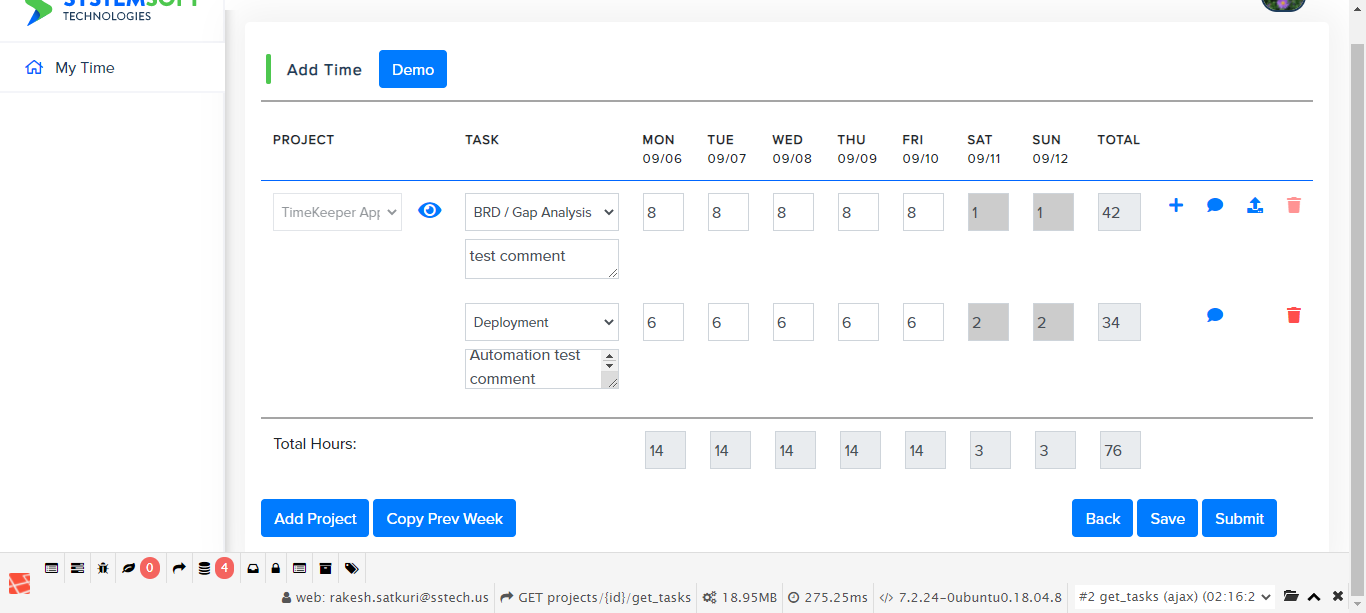 SYSTEMSOFT
TECHNOLOGIES
My Time
Add Time Demo
PROJECT TASK MON TUE WED THU FRI SAT SUN TOTAL
09/06 09/07 09/08 09/09 09/10 09/11 09/12
TimeKeeper App BRD / Gap Analysis 8 8 8 8 8 1 1 42
test comment
Deployment 6 6 6 6 6 2 2 34
Automation test
comment
Total Hours: 14 14 14 14 14 3 3 76
Add Project Copy Prev Week Back Save Submit
0 4
web: rakesh.satkuri@sstech.us GET projects/{id}/get_tasks 18.95MB 275.25ms </> 7.2.24-0ubuntu0.18.04.8 #2 get_tasks (ajax) (02:16:2